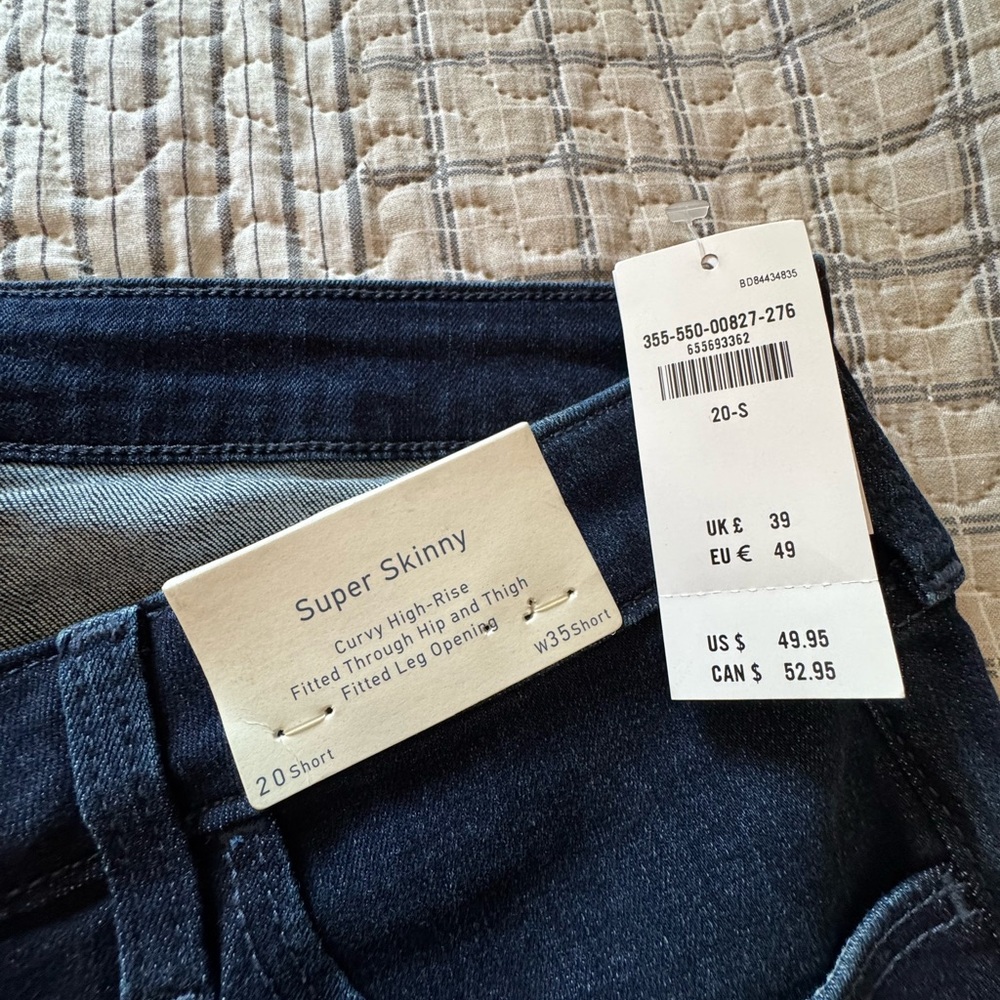 BD84434835
355-550-00827-276
655693362
20-S
UK £ 39
EU € 49
US $ 49.95
CAN $ 52.95
Super Skinny
Curvy High-Rise
Fitted Through Hip and Thigh
Fitted Leg Opening
20 Short
W35 Short